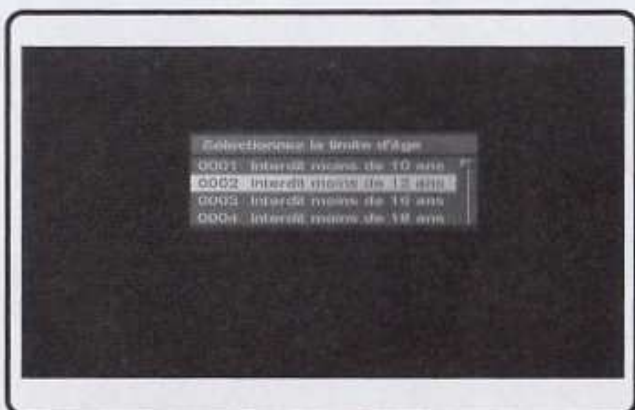 Sélectionnez la limite d'âge
0001 Interdit moins de 10 ans
0002 Interdit moins de 12 ans
0003 Interdit moins de 16 ans
0004 Interdit moins de 18 ans